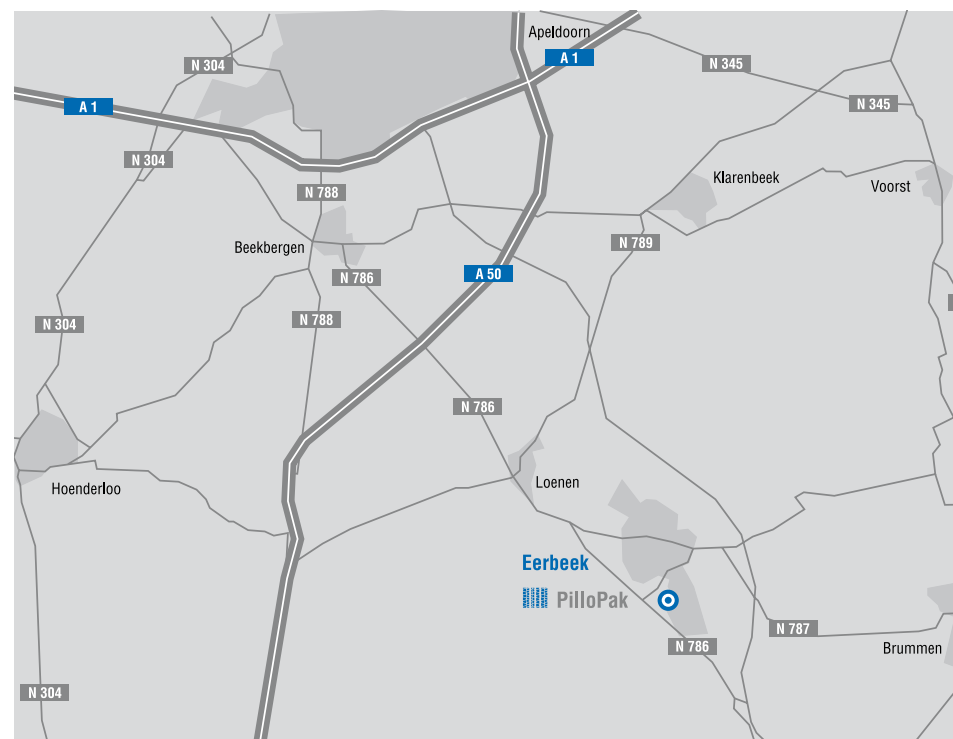 Apeldoorn
N 304
A 1
N 345
A 1
N 345
N 304
Klarenbeek
N 788
Voorst
Beekbergen
N 789
N 786
A 50
N 304
N 788
N 786
Hoenderloo
Loenen
Eerbeek
PilloPak
N 787
N 786
Brummen
N 304